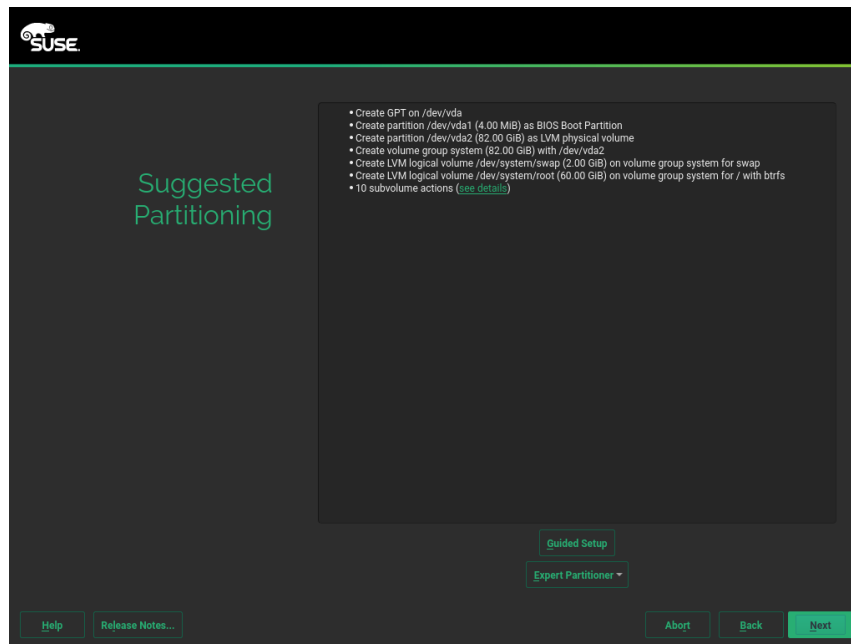 SUSE.
Suggested
Partitioning
• Create GPT on /dev/vda
• Create partition /dev/vda1 (4.00 MiB) as BIOS Boot Partition
• Create partition /dev/vda2 (82.00 GiB) as LVM physical volume
• Create volume group system (82.00 GiB) with /dev/vda2
• Create LVM logical volume /dev/system/swap (2.00 GiB) on volume group system for swap
• Create LVM logical volume /dev/system/root (60.00 GiB) on volume group system for / with btrfs
• 10 subvolume actions (see details)
Guided Setup
Expert Partitioner
Help Release Notes... Abort Back Next